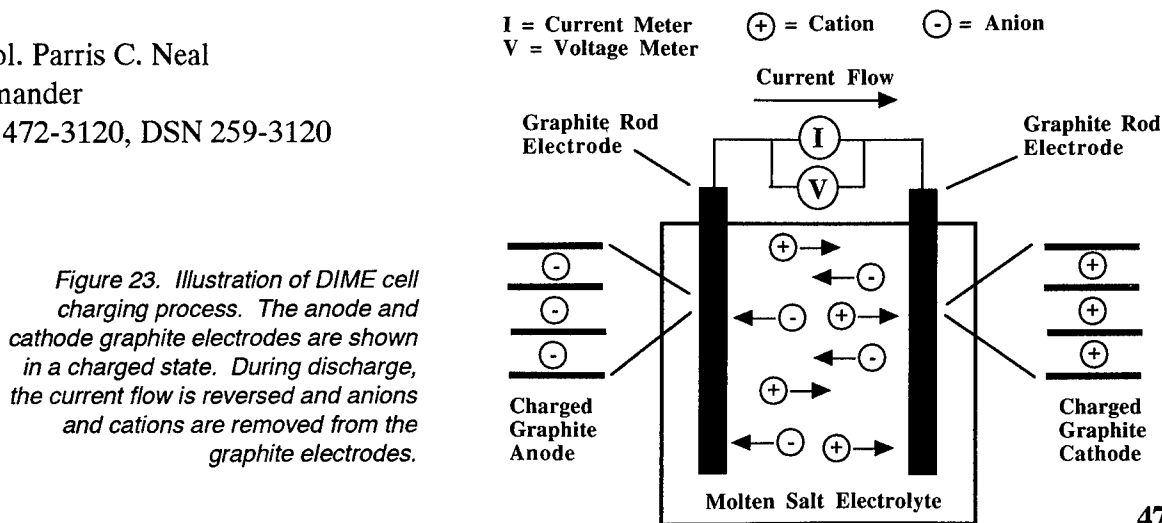 ol. Parris C. Neal
mander
472-3120, DSN 259-3120
Figure 23. Illustration of DIME cell
charging process. The anode and
cathode graphite electrodes are shown
in a charged state. During discharge,
the current flow is reversed and anions
and cations are removed from the
graphite electrodes.
I = Current Meter
+ = Cation
- = Anion
V = Voltage Meter
Current Flow
Graphite Rod
Electrode
I
V
Graphite Rod
Electrode
+
-
-
+
-
+
-
+
-
-
-
+
+
+
Charged
Graphite
Anode
Charged
Graphite
Cathode
Molten Salt Electrolyte
47